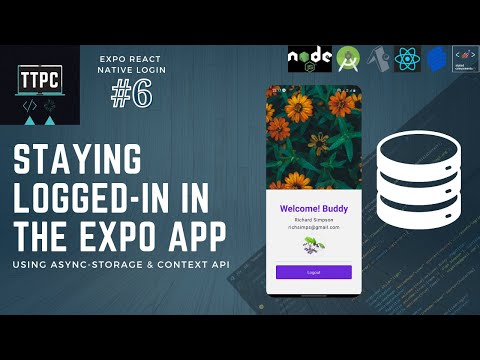 TTPC
EXPO REACT
NATIVE LOGIN
#6
node
JS
STAYING
LOGGED-IN IN
THE EXPO APP
USING ASYNC-STORAGE & CONTEXT API
Welcome! Buddy
Richard Simpson
richsimps@gmail.com
Logout